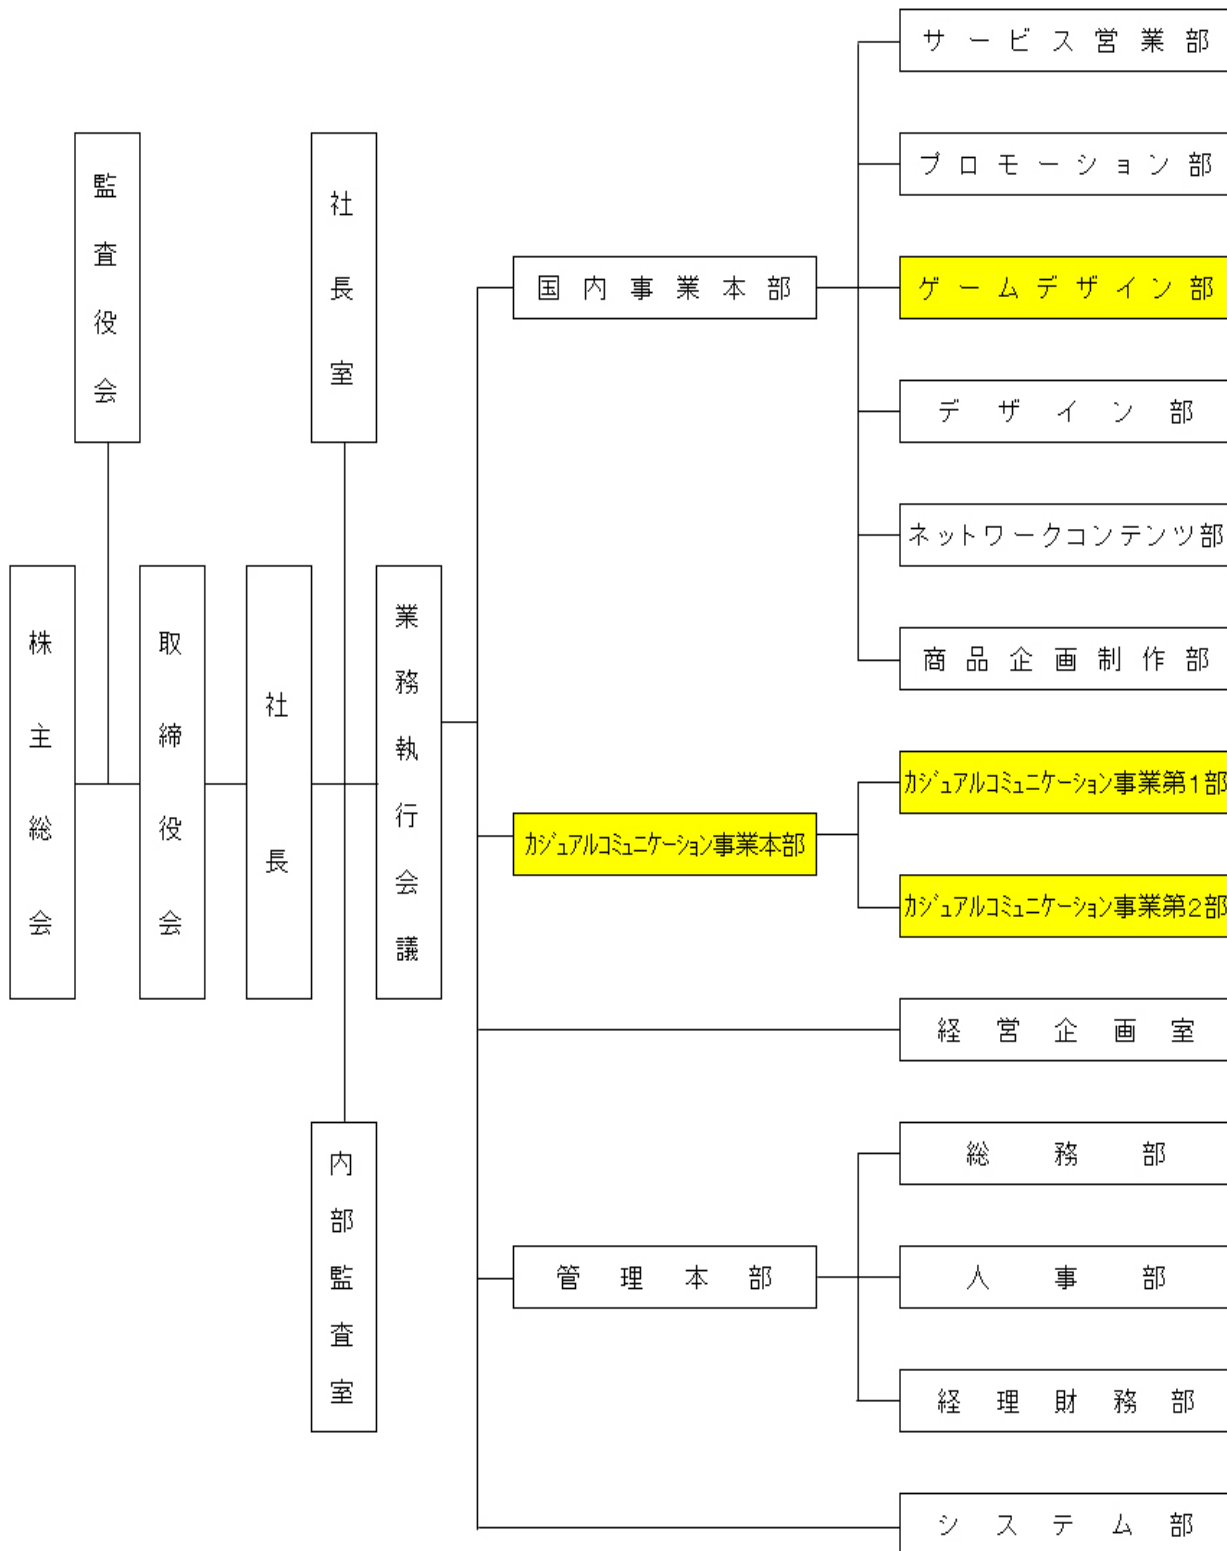 監査役会
社長室
株主総会
取締役会
社長
業務執行会議
内部監査室
国内事業本部
サービス営業部
プロモーション部
ゲームデザイン部
デザイン部
ネットワークコンテンツ部
商品企画制作部
カジュアルコミュニケーション事業本部
カジュアルコミュニケーション事業第1部
カジュアルコミュニケーション事業第2部
経営企画室
管理本部
総務部
人事部
経理財務部
システム部